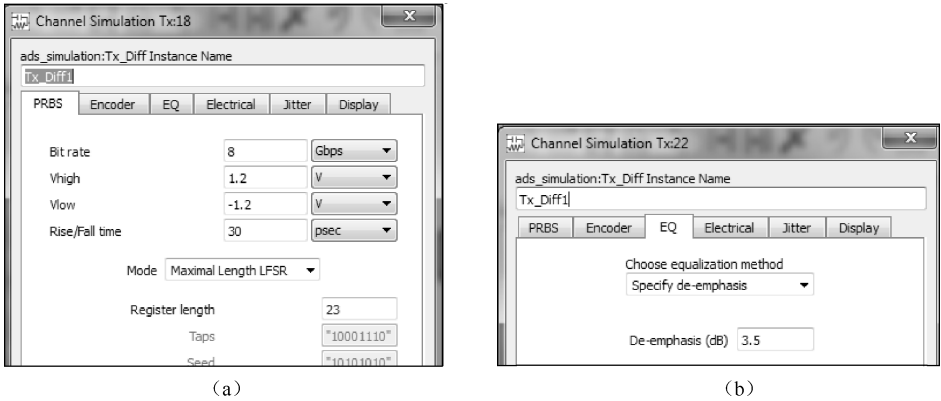 Channel Simulation Tx:18
ads_simulation:Tx_Diff Instance Name
Tx_Diff1
PRBS Encoder EQ Electrical Jitter Display
Bit rate 8 Gbps
Vhigh 1.2 V
Vlow -1.2 V
Rise/Fall time 30 psec
Mode Maximal Length LFSR
Register length 23
Taps "10001110"
Seed "10101010"
(a)
Channel Simulation Tx:22
ads_simulation:Tx_Diff Instance Name
Tx_Diff1
PRBS Encoder EQ Electrical Jitter Display
Choose equalization method
Specify de-emphasis
De-emphasis (dB) 3.5
(b)